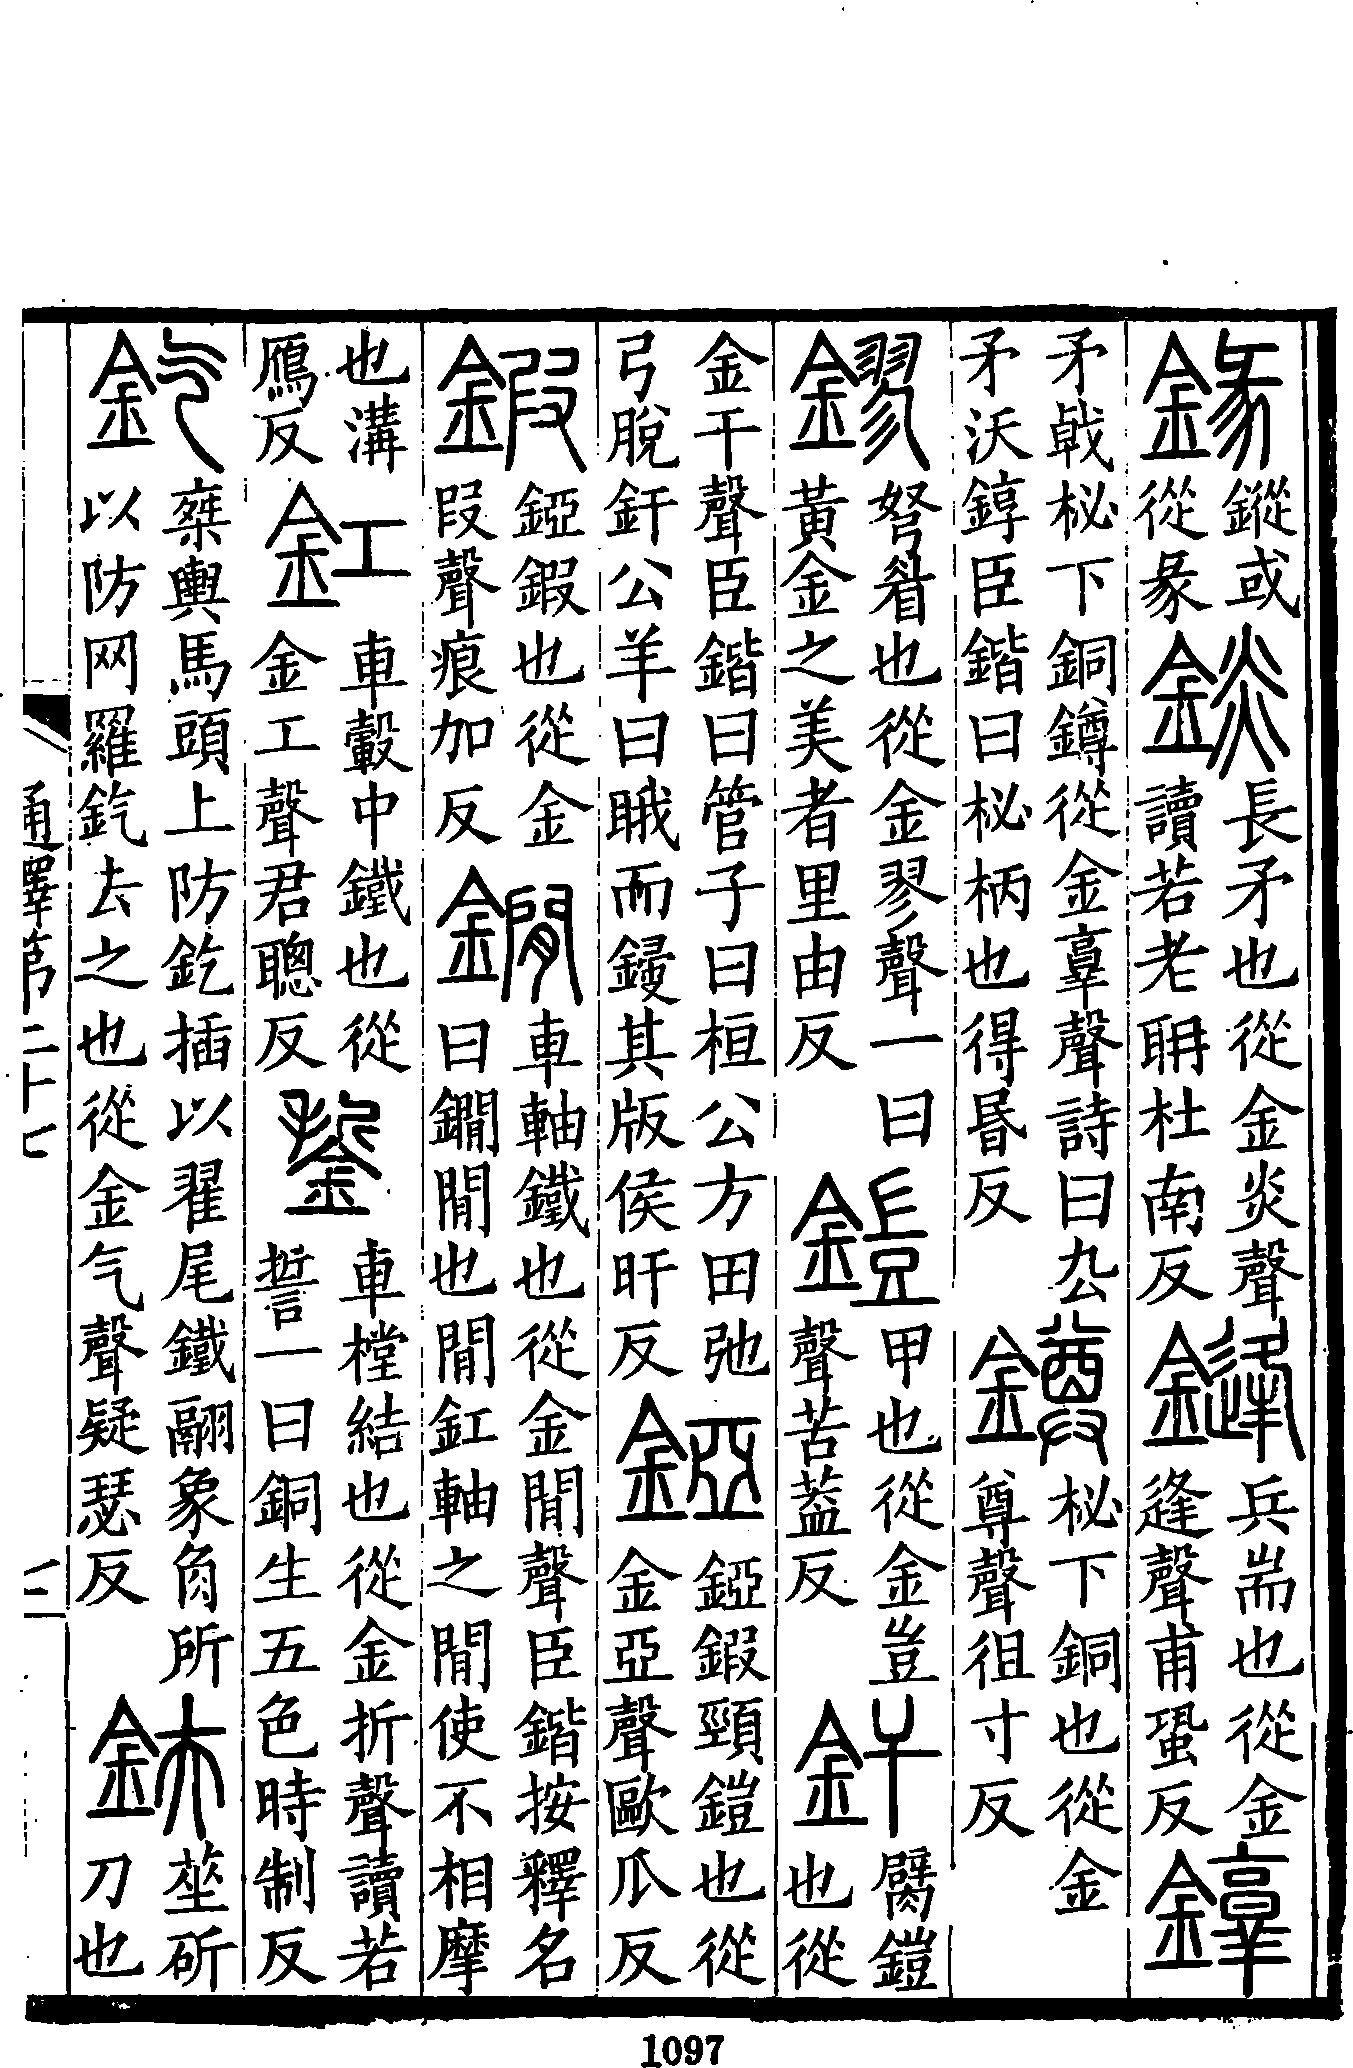 鏦或從彖 錟 長矛也從金炎聲讀若老耼杜南反 鏠 兵耑也從金逢聲甫蛩反 錞
矛戟柲下銅鐏從金𦎫聲詩曰厹矛沃錞臣鍇曰柲柄也得昬反 鐏 柲下銅也從金尊聲徂寸反
鏐 弩眉也從金翏聲一曰黃金之美者里由反 鎧 甲也從金豈聲苦葢反 釬 臂鎧也從
金干聲臣鍇曰管子曰桓公方田弛弓脫釬公羊曰睋而鋟其版侯旰反 錏 錏鍜頸鎧也從金亞聲歐瓜反
鍜 錏鍜也從金叚聲痕加反 鐗 車軸鐵也從金閒聲臣鍇按釋名曰鐗閒也閒釭軸之閒使不相摩
也溝鴈反 釭 車轂中鐵也從金工聲君聰反 銴 車樘結也從金折聲讀若誓一曰銅生五色時制反
釳 椉輿馬頭上防釳插以翟尾鐵翮象角所以防网羅釳去之也從金气聲疑瑟反 鈇 莝斫刀也
通釋第二十七 三
1097